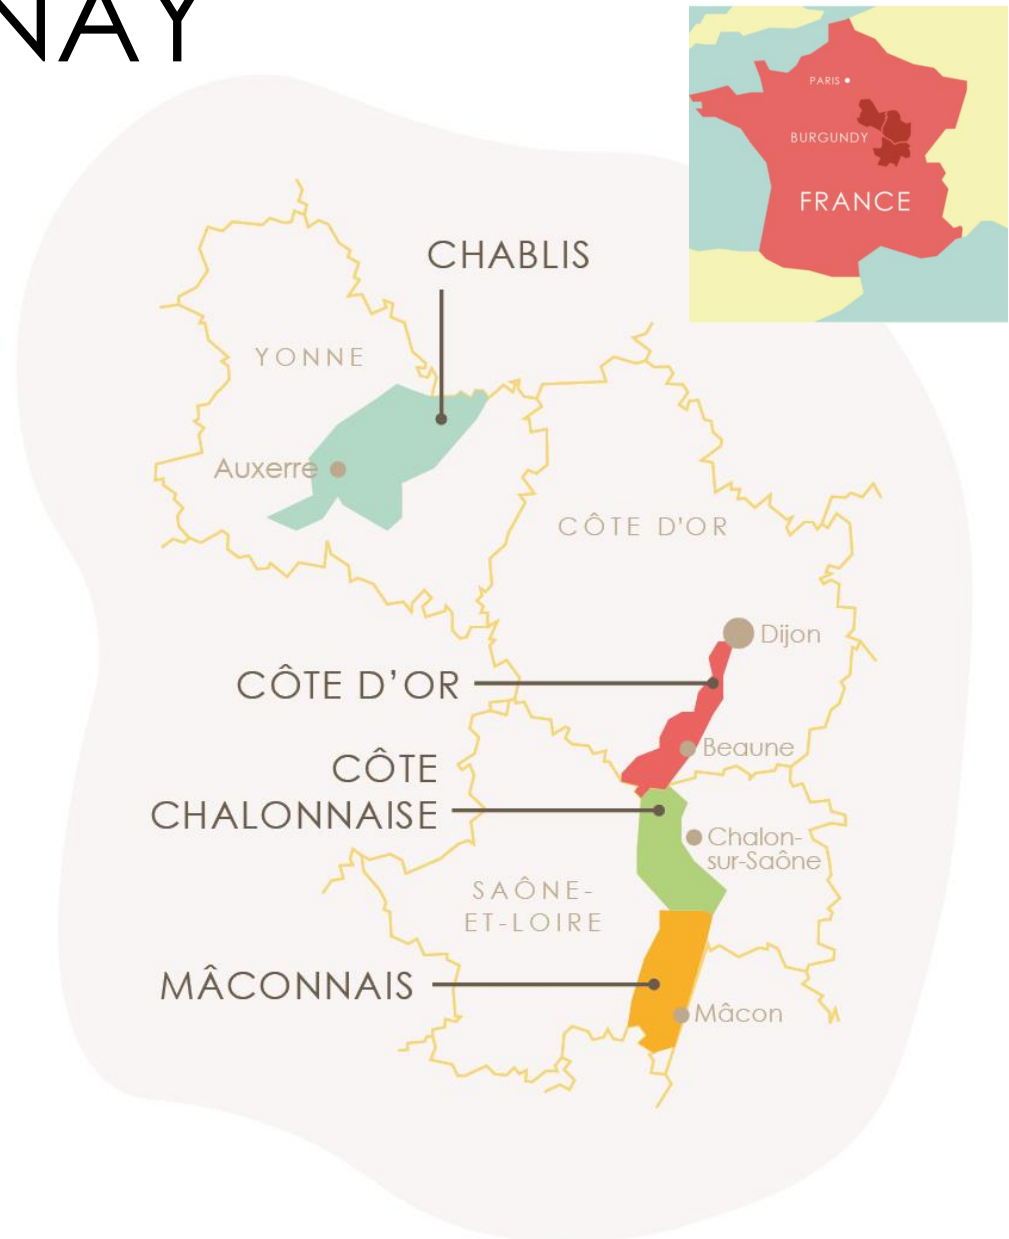 NAY
PARIS
BURGUNDY
FRANCE
CHABLIS
YONNE
Auxerre
CÔTE D'OR
Dijon
CÔTE D’OR
Beaune
CÔTE
CHALONNAISE
Chalon-
sur-Saône
SAÔNE-
ET-LOIRE
MÂCONNAIS
Mâcon